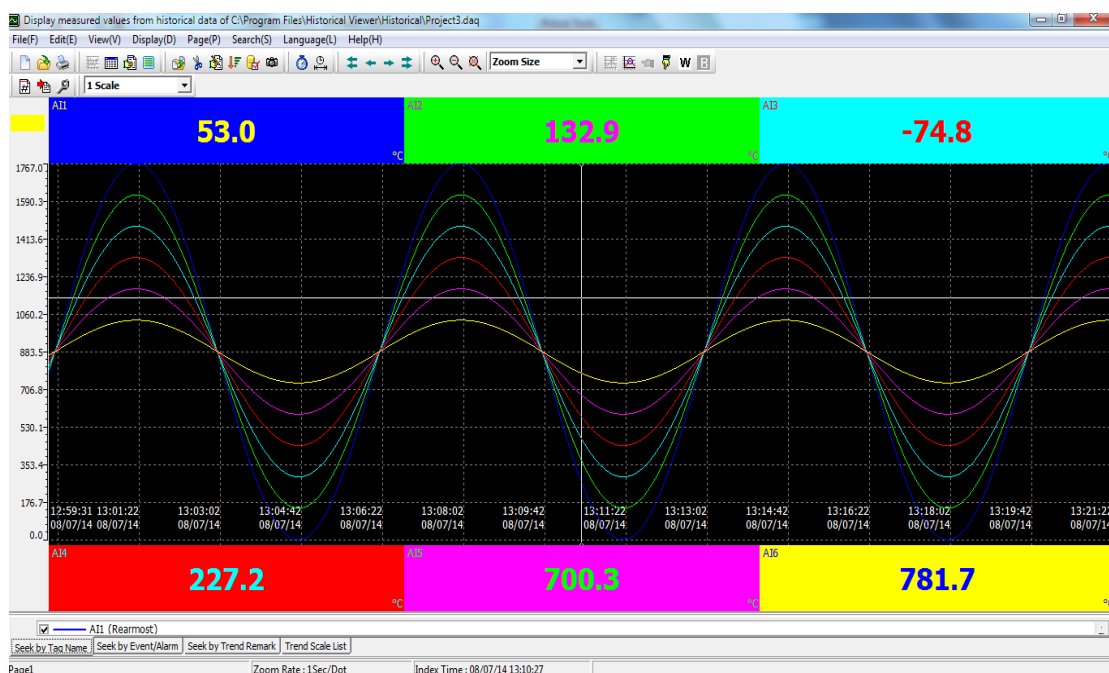 Display measured values from historical data of C:\Program Files\Historical Viewer\Historical\Project3.daq
File(F) Edit(E) View(V) Display(D) Page(P) Search(S) Language(L) Help(H)
Zoom Size W B
# 1 Scale
AI1 AI2 AI3
53.0 132.9 -74.8
°C °C
1767.0
1590.3
1413.6
1236.9
1060.2
883.5
706.8
530.1
353.4
176.7
12:59:31 13:01:22 13:03:02 13:04:42 13:06:22 13:08:02 13:09:42 13:11:22 13:13:02 13:14:42 13:16:22 13:18:02 13:19:42 13:21:22
08/07/14 08/07/14 08/07/14 08/07/14 08/07/14 08/07/14 08/07/14 08/07/14 08/07/14 08/07/14 08/07/14 08/07/14 08/07/14 08/07/14
0.0
AI4 AI5 AI6
227.2 700.3 781.7
°C °C
AI1 (Rearmost)
Seek by Tag Name Seek by Event/Alarm Seek by Trend Remark Trend Scale List
Page1 Zoom Rate : 1Sec/Dot Index Time : 08/07/14 13:10:27